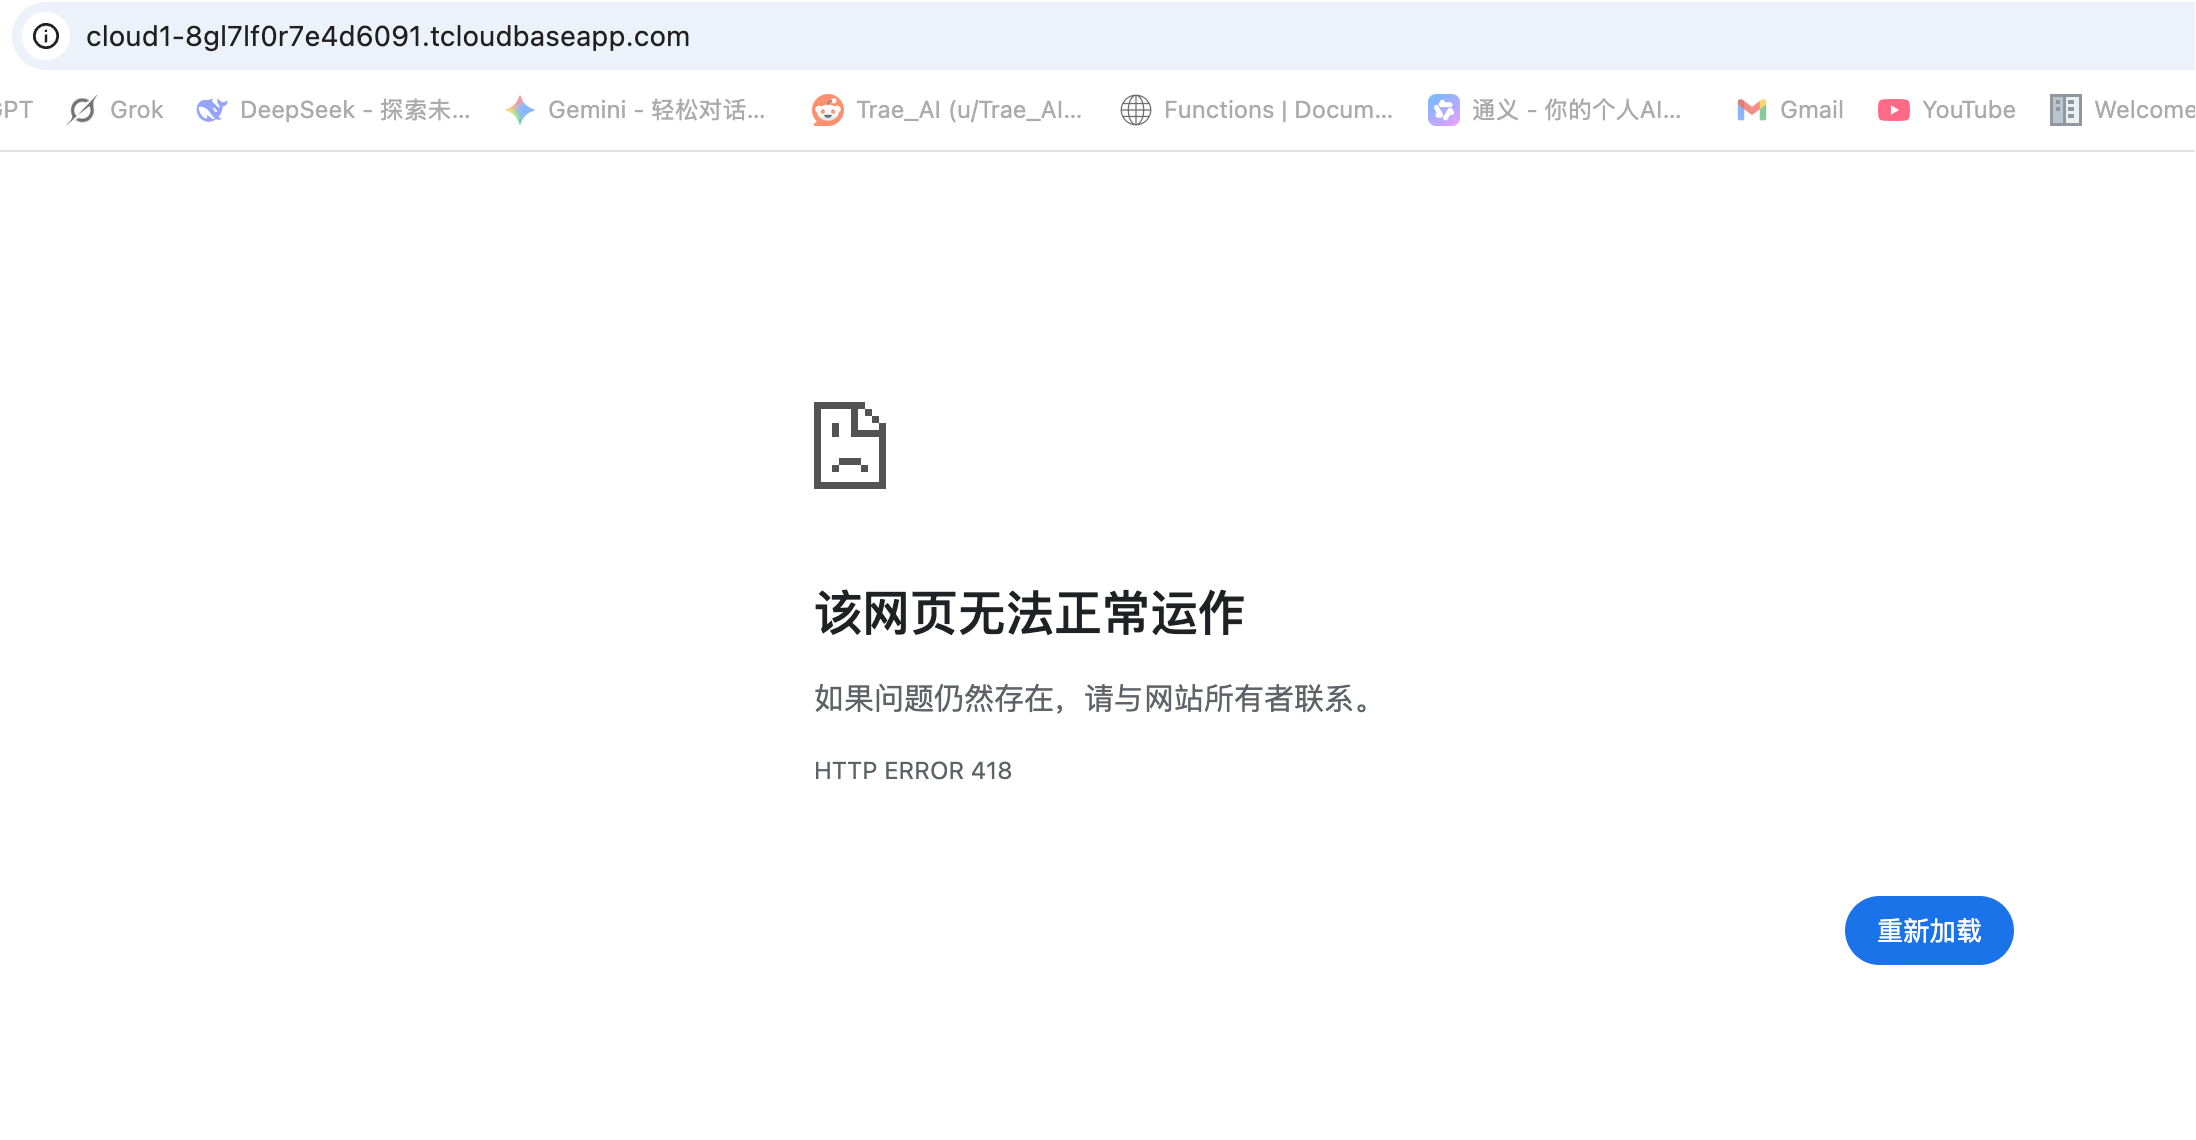 cloud1-8gl7lf0r7e4d6091.tcloudbaseapp.com
GPT Grok DeepSeek - 探索未... Gemini - 轻松对话... Trae_AI (u/Trae_AI... Functions | Docum... 通义 - 你的个人AI... Gmail YouTube Welcome
该网页无法正常运作
如果问题仍然存在，请与网站所有者联系。
HTTP ERROR 418
重新加载